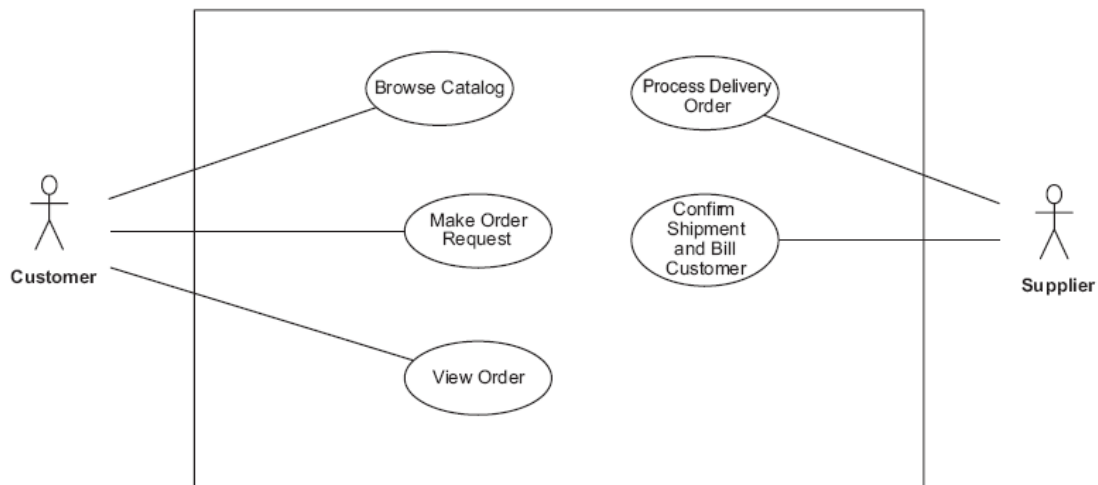 Browse Catalog
Process Delivery
Order
Make Order
Request
Confirm
Shipment
and Bill
Customer
Customer
Supplier
View Order